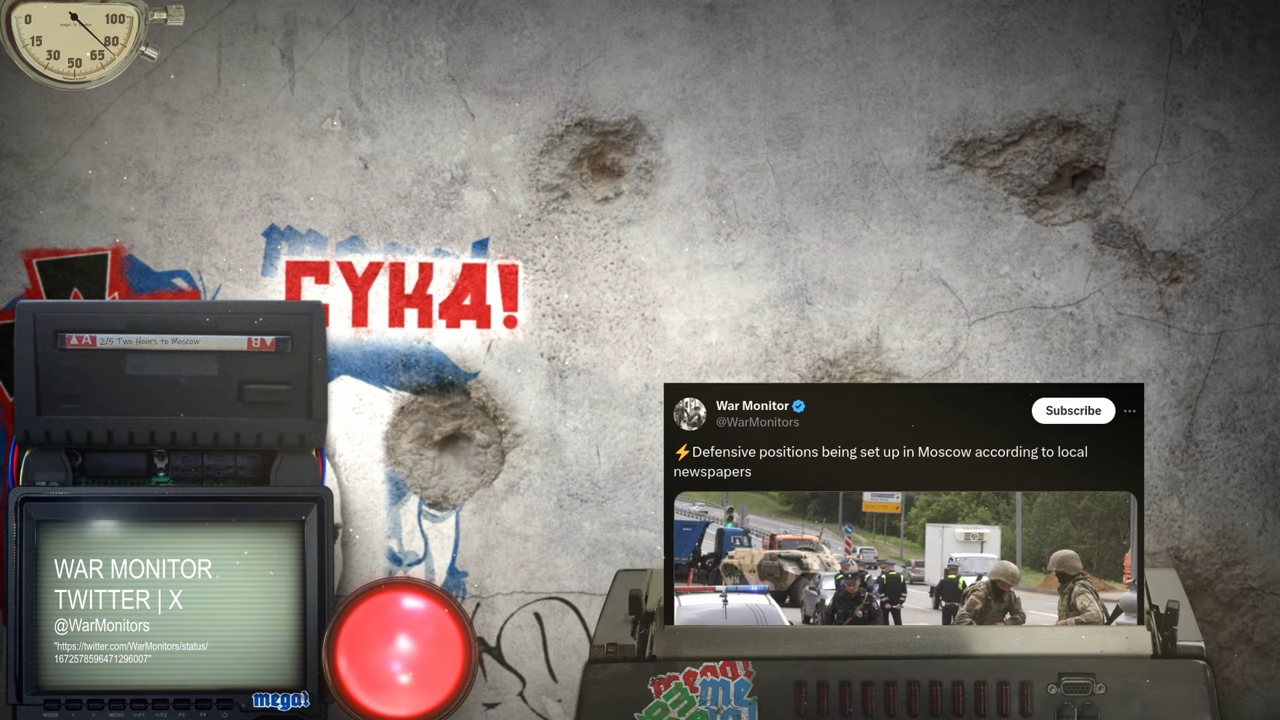 0 100
15 80
30 65
50
СУКА!
2/5 Two Hours to Moscow
War Monitor
@WarMonitors
Subscribe
⚡Defensive positions being set up in Moscow according to local
newspapers
WAR MONITOR
TWITTER | X
@WarMonitors
"https://twitter.com/WarMonitors/status/
1672578596471296007"
mega!